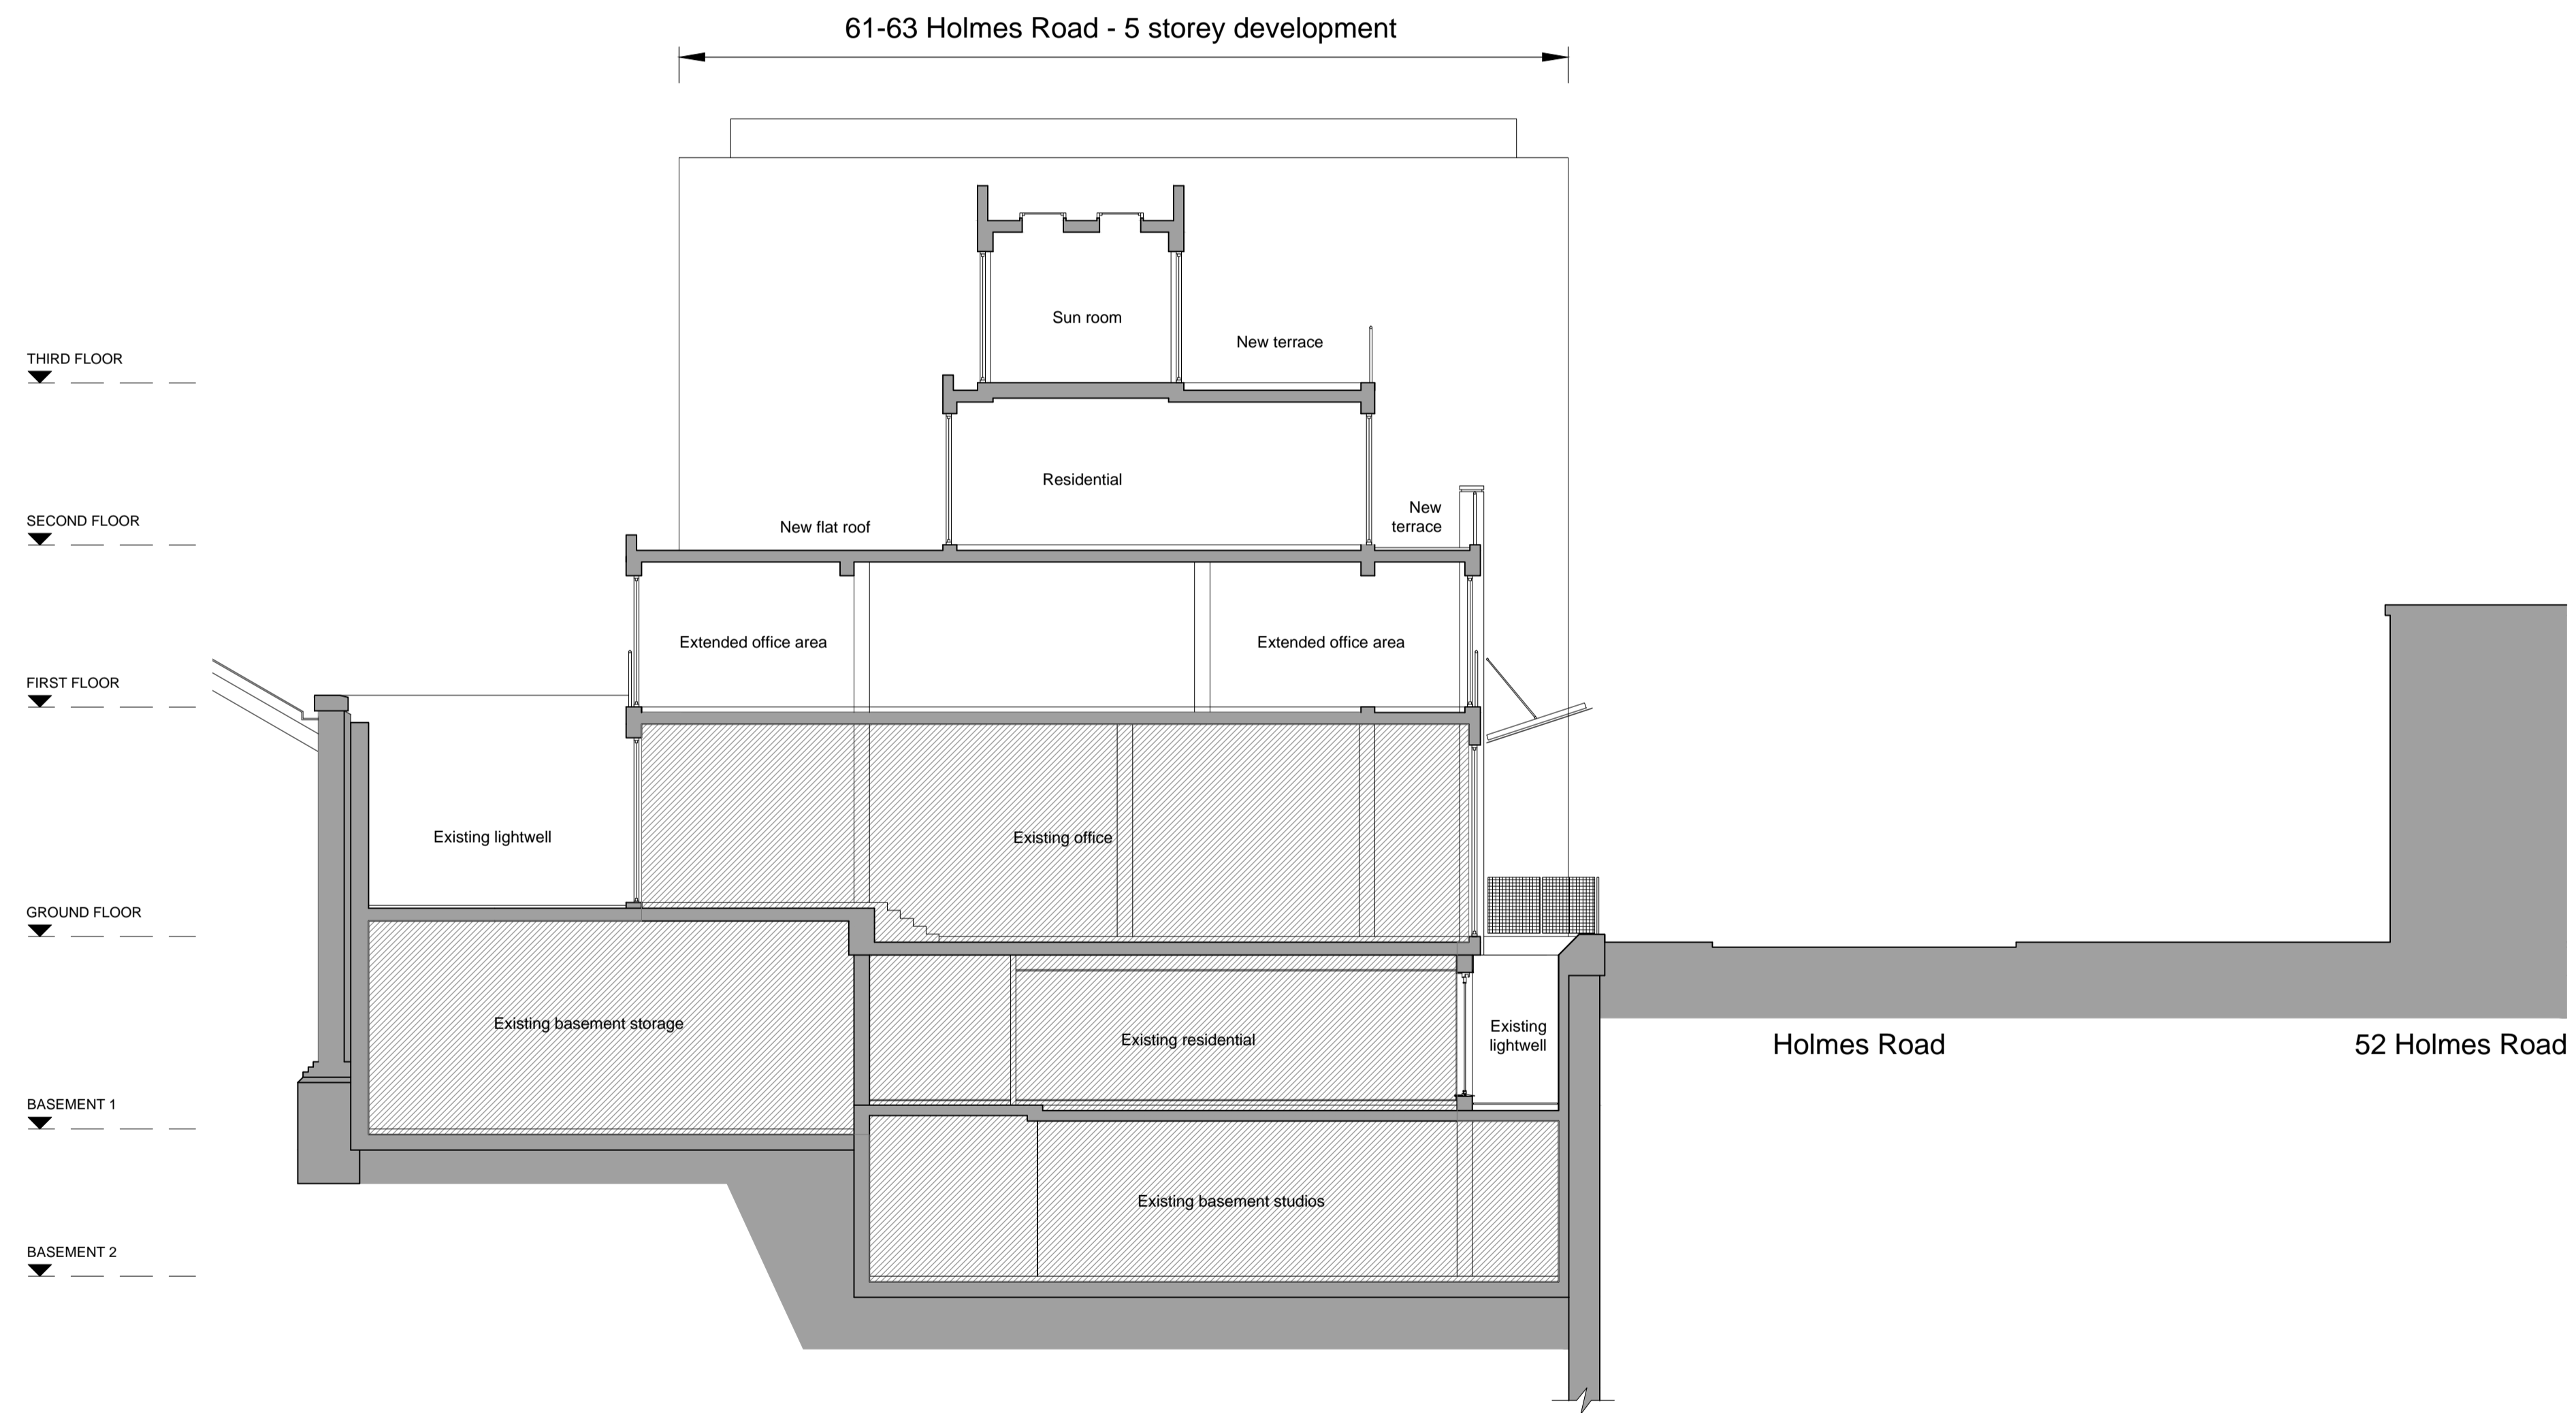 61-63 Holmes Road - 5 storey development
Sun room
New terrace
THIRD FLOOR
Residential
New
terrace
SECOND FLOOR
New flat roof
Extended office area
Extended office area
FIRST FLOOR
Existing lightwell
Existing office
GROUND FLOOR
Existing basement storage
Existing residential
Existing
lightwell
Holmes Road
52 Holmes Road
BASEMENT 1
Existing basement studios
BASEMENT 2